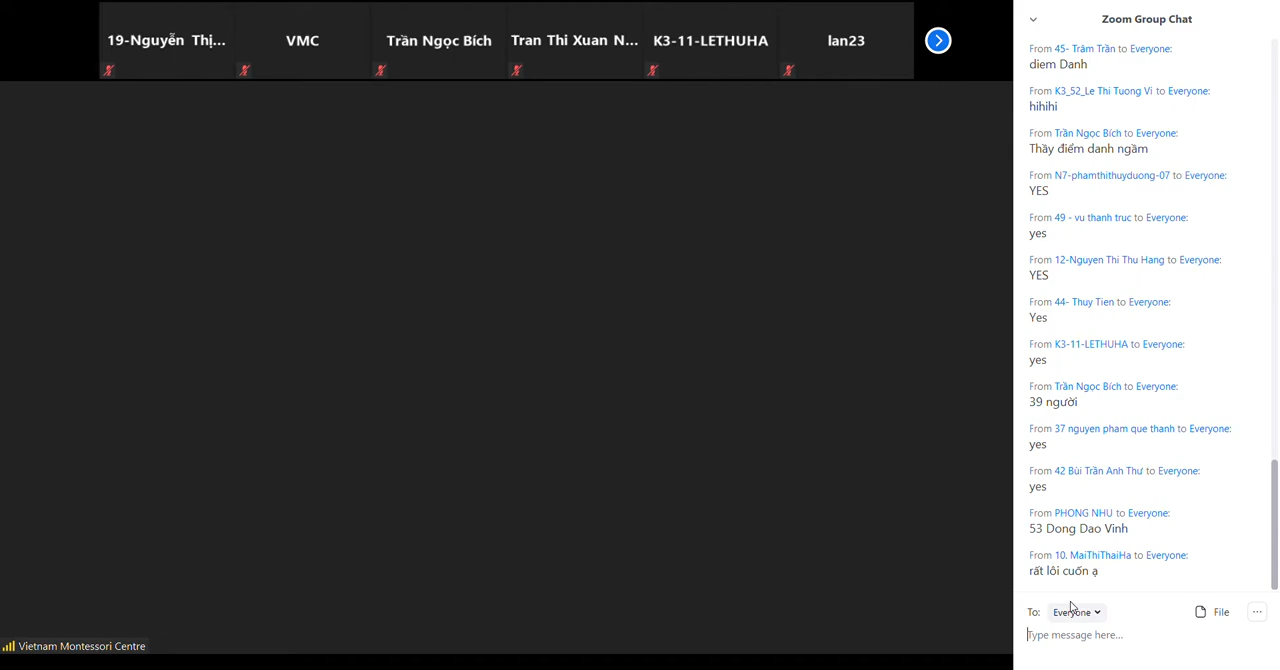 19-Nguyễn Thị...
VMC
Trần Ngọc Bích
Tran Thi Xuan N...
K3-11-LETHUHA
lan23
Zoom Group Chat
From 45- Trâm Trần to Everyone:
diem Danh
From K3_52_Le Thi Tuong Vi to Everyone:
hihihi
From Trần Ngọc Bích to Everyone:
Thầy điểm danh ngầm
From N7-phamthithuyduong-07 to Everyone:
YES
From 49 - vu thanh truc to Everyone:
yes
From 12-Nguyen Thi Thu Hang to Everyone:
YES
From 44- Thuy Tien to Everyone:
Yes
From K3-11-LETHUHA to Everyone:
yes
From Trần Ngọc Bích to Everyone:
39 người
From 37 nguyen pham que thanh to Everyone:
yes
From 42 Bùi Trần Anh Thư to Everyone:
yes
From PHONG NHU to Everyone:
53 Dong Dao Vinh
From 10. MaiThiThaiHa to Everyone:
rất lôi cuốn ạ
To: Everyone File
Type message here...
Vietnam Montessori Centre